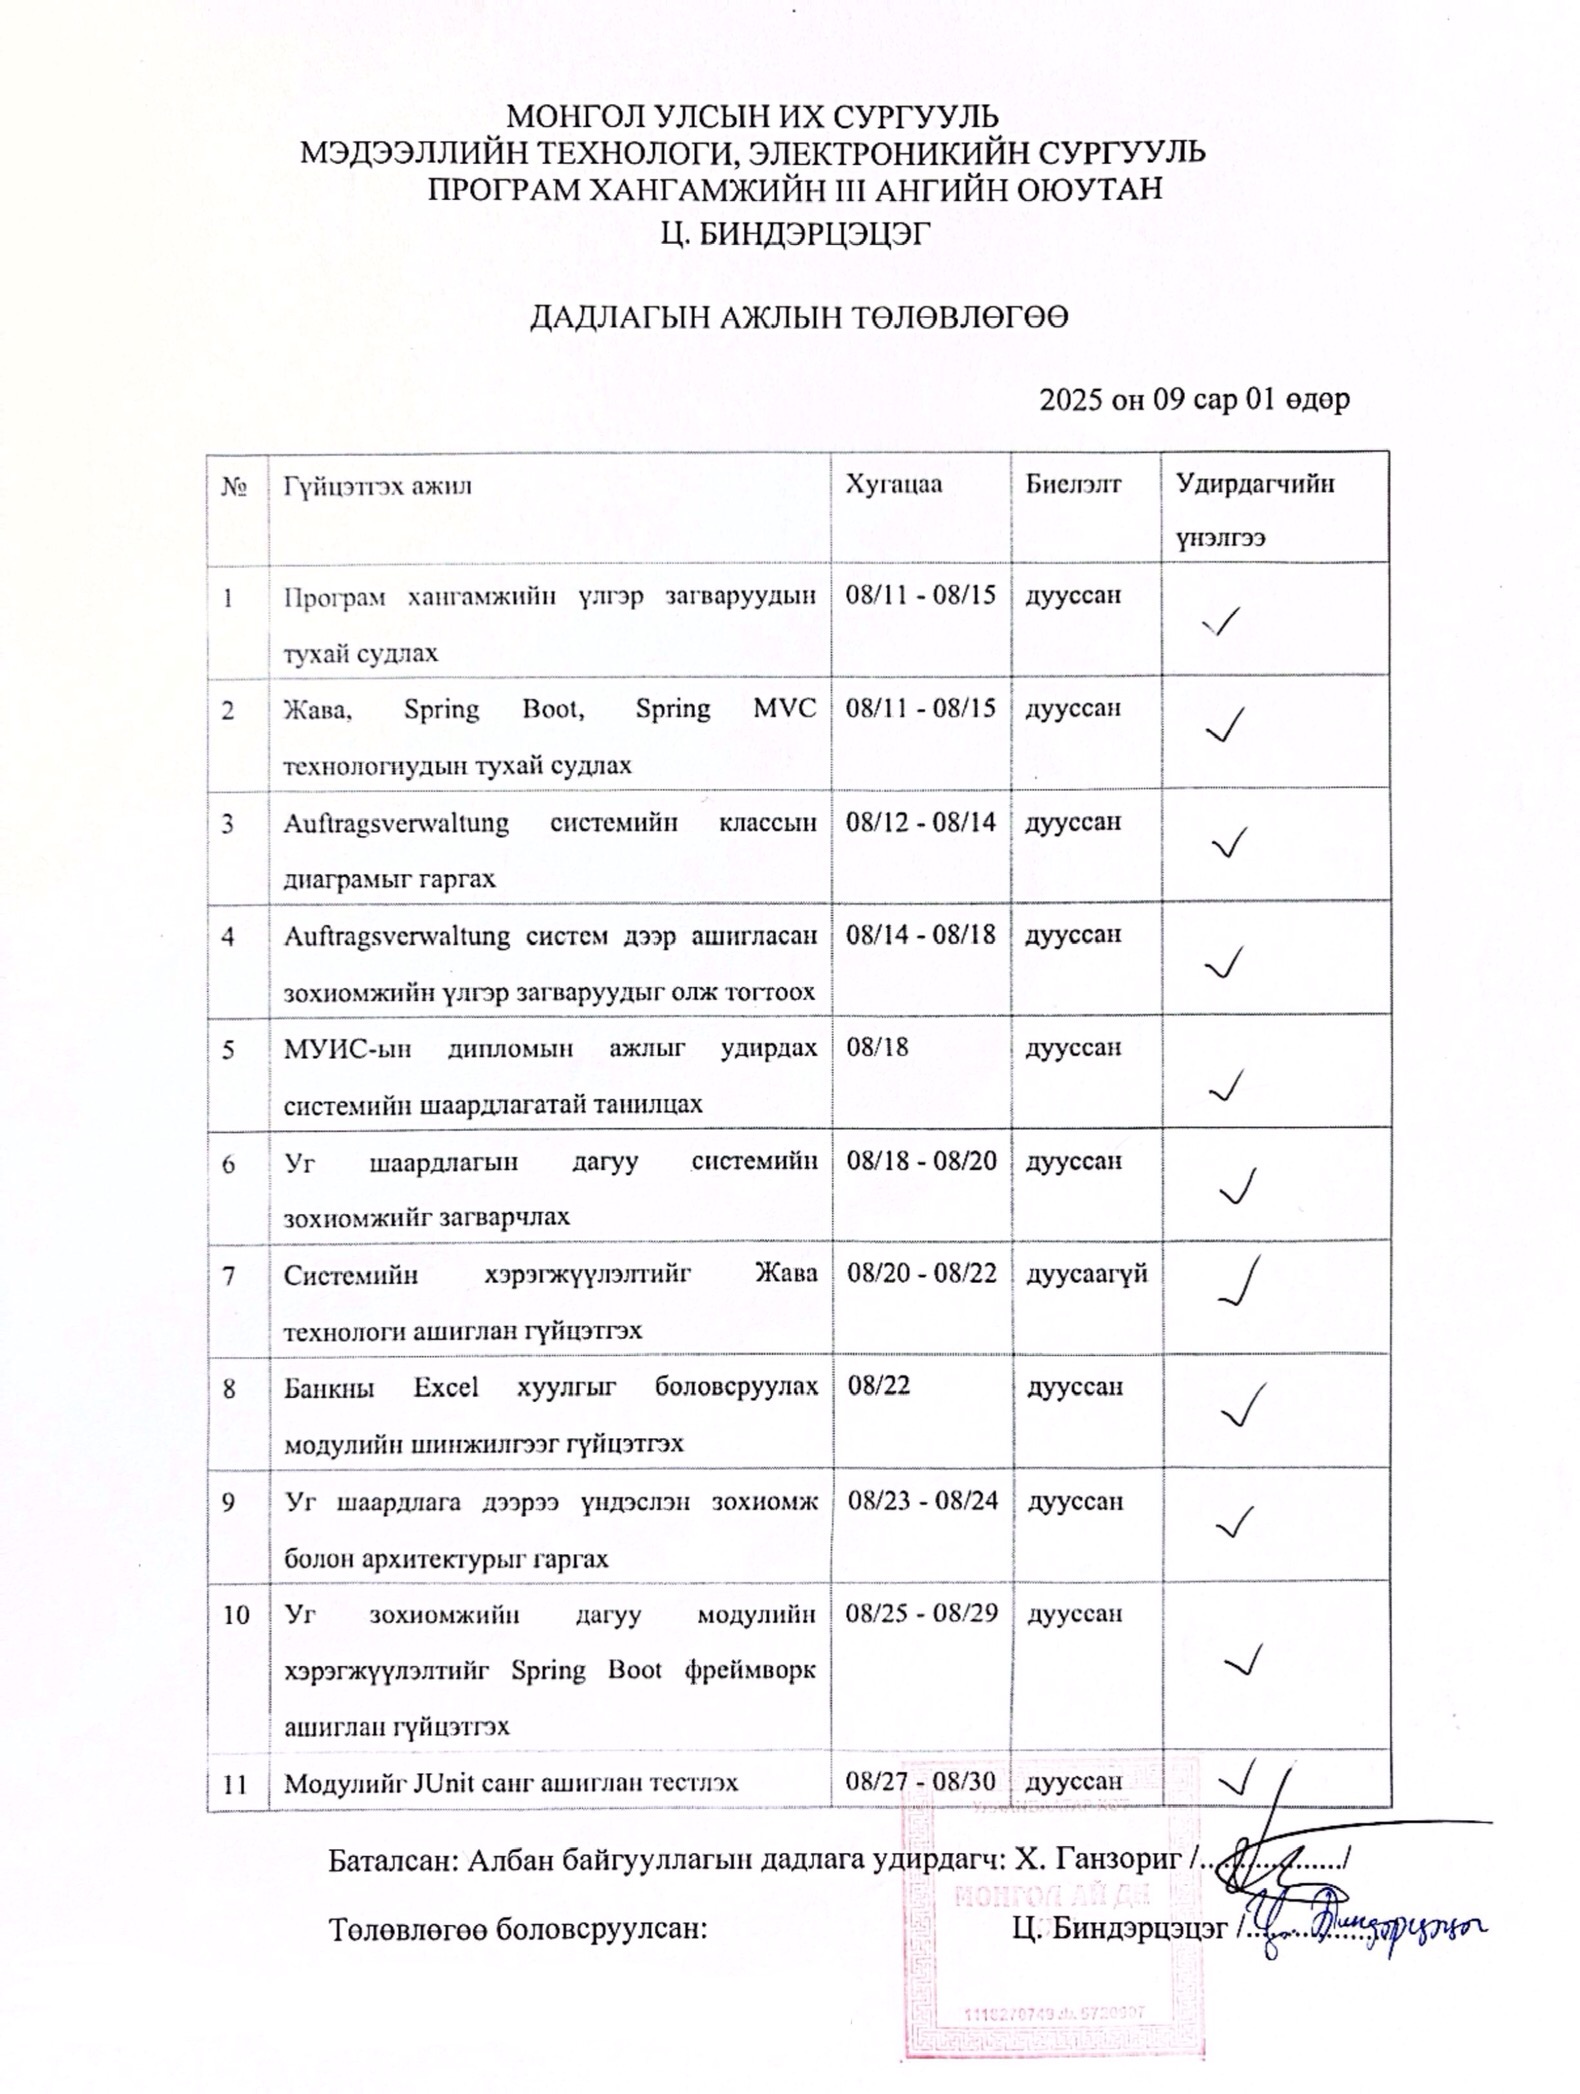 МОНГОЛ УЛСЫН ИХ СУРГУУЛЬ
МЭДЭЭЛЛИЙН ТЕХНОЛОГИ, ЭЛЕКТРОНИКИЙН СУРГУУЛЬ
ПРОГРАМ ХАНГАМЖИЙН III АНГИЙН ОЮУТАН
Ц. БИНДЭРЦЭЦЭГ
ДАДЛАГЫН АЖЛЫН ТӨЛӨВЛӨГӨӨ
2025 он 09 сар 01 өдөр
№ Гүйцэтгэх ажил Хугацаа Биелэлт Удирдагчийн
үнэлгээ
1 Програм хангамжийн үлгэр загваруудын 08/11 - 08/15 дууссан ✓
тухай судлах
2 Жава, Spring Boot, Spring MVC 08/11 - 08/15 дууссан ✓
технологиудын тухай судлах
3 Auftragsverwaltung системийн классын 08/12 - 08/14 дууссан ✓
диаграмыг гаргах
4 Auftragsverwaltung систем дээр ашигласан 08/14 - 08/18 дууссан ✓
зохиомжийн үлгэр загваруудыг олж тогтоох
5 МУИС-ын дипломын ажлыг удирдах 08/18 дууссан ✓
системийн шаардлагатай танилцах
6 Уг шаардлагын дагуу системийн 08/18 - 08/20 дууссан ✓
зохиомжийг загварчлах
7 Системийн хэрэгжүүлэлтийг Жава 08/20 - 08/22 дуусаагүй ✓
технологи ашиглан гүйцэтгэх
8 Банкны Excel хуулгыг боловсруулах 08/22 дууссан ✓
модулийн шинжилгээг гүйцэтгэх
9 Уг шаардлага дээрээ үндэслэн зохиомж 08/23 - 08/24 дууссан ✓
болон архитектурыг гаргах
10 Уг зохиомжийн дагуу модулийн 08/25 - 08/29 дууссан ✓
хэрэгжүүлэлтийг Spring Boot фреймворк
ашиглан гүйцэтгэх
11 Модулийг JUnit санг ашиглан тестлэх 08/27 - 08/30 дууссан ✓
Баталсан: Албан байгууллагын дадлага удирдагч: Х. Ганзориг /................../
Төлөвлөгөө боловсруулсан: Ц. Биндэрцэцэг / Ц. Биндэрцэцэг